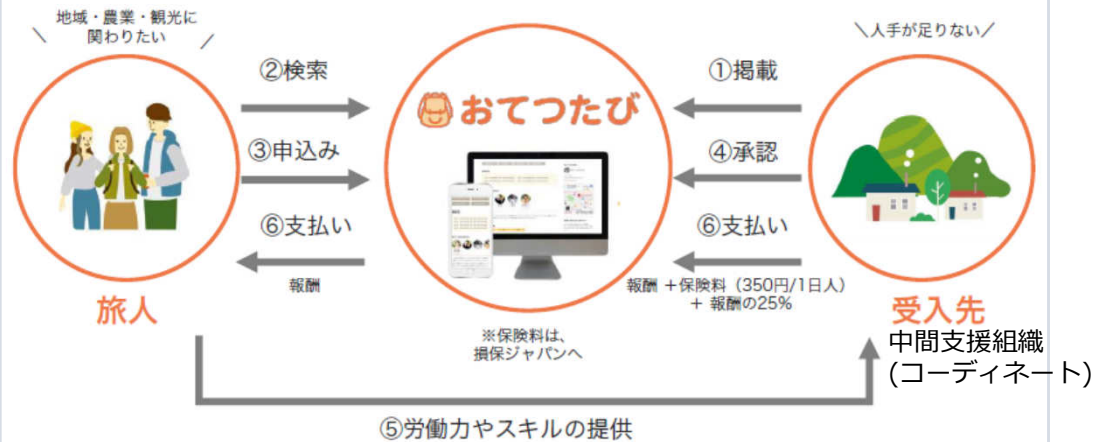 地域・農業・観光に
関わりたい
人手が足りない
②検索
①掲載
おてつたび
③申込み
④承認
⑥支払い
⑥支払い
報酬
報酬 +保険料(350円/1日人)
+ 報酬の25%
旅人
受入先
※保険料は、
損保ジャパンへ
中間支援組織
(コーディネート)
⑤労働力やスキルの提供